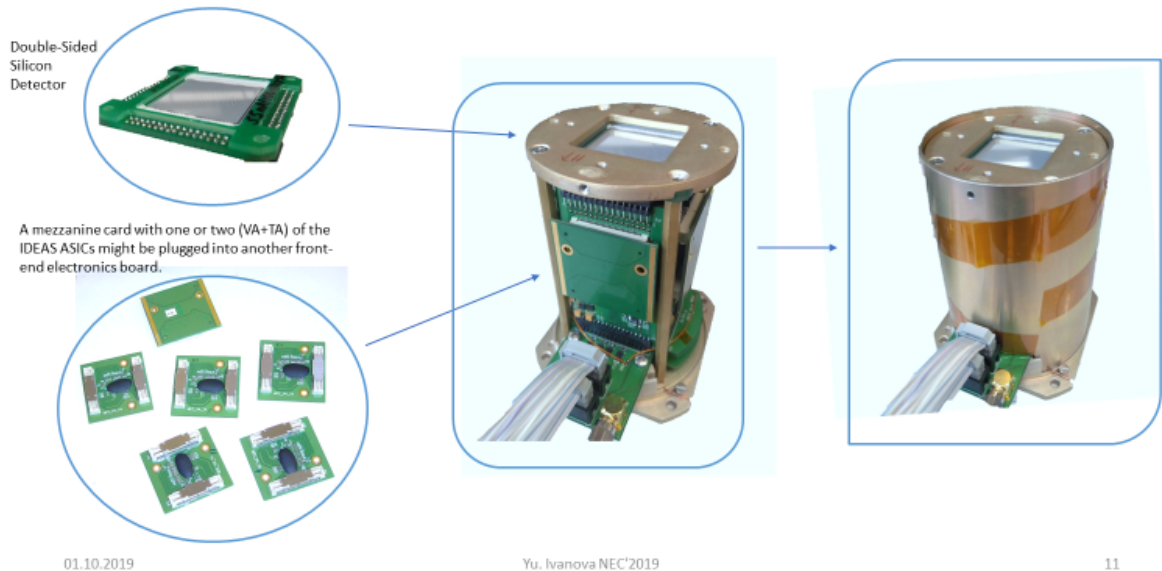 Double-Sided
Silicon
Detector
A mezzanine card with one or two (VA+TA) of the
IDEAS ASICs might be plugged into another front-
end electronics board.
01.10.2019
Yu. Ivanova NEC'2019
11